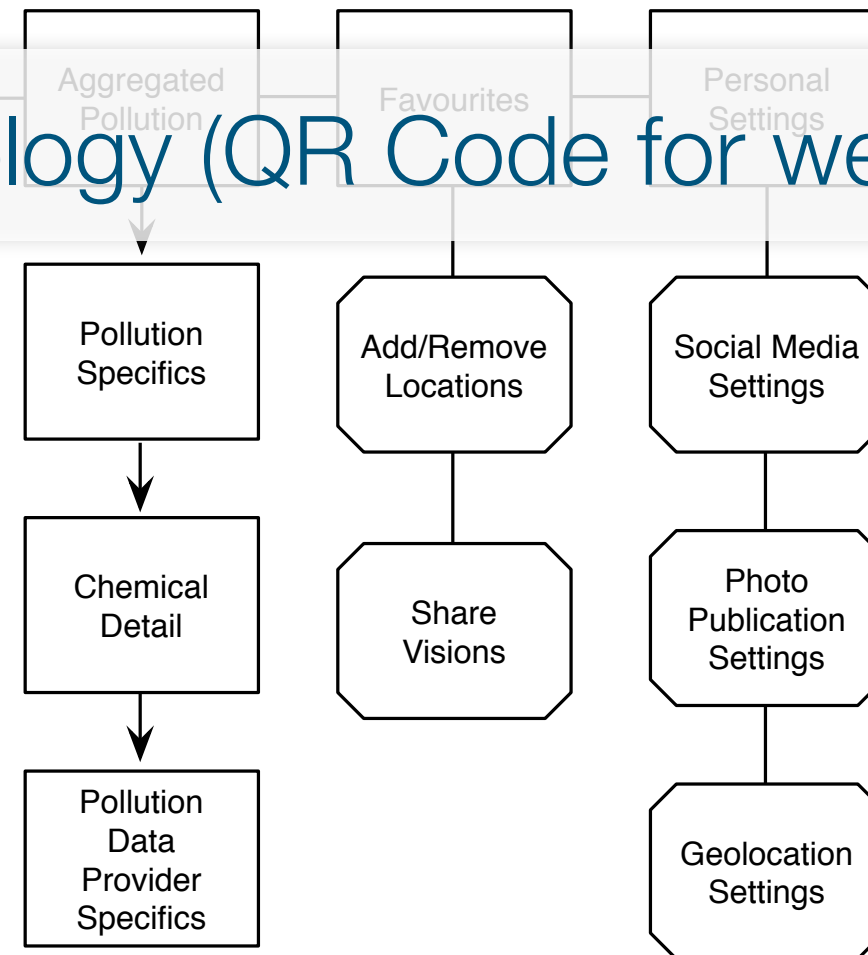 Aggregated
Pollution
Favourites
Personal
Settings
logy (QR Code for we
Pollution
Specifics
Add/Remove
Locations
Social Media
Settings
Chemical
Detail
Share
Visions
Photo
Publication
Settings
Pollution
Data
Provider
Specifics
Geolocation
Settings